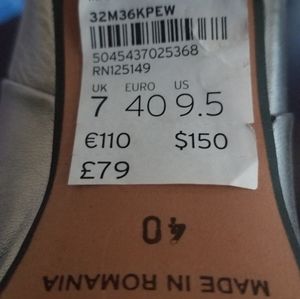 32M36KPEW
5045437025368
RN125149
UK EURO US
7 40 9.5
€110 $150
£79
40
MADE IN ROMANIA